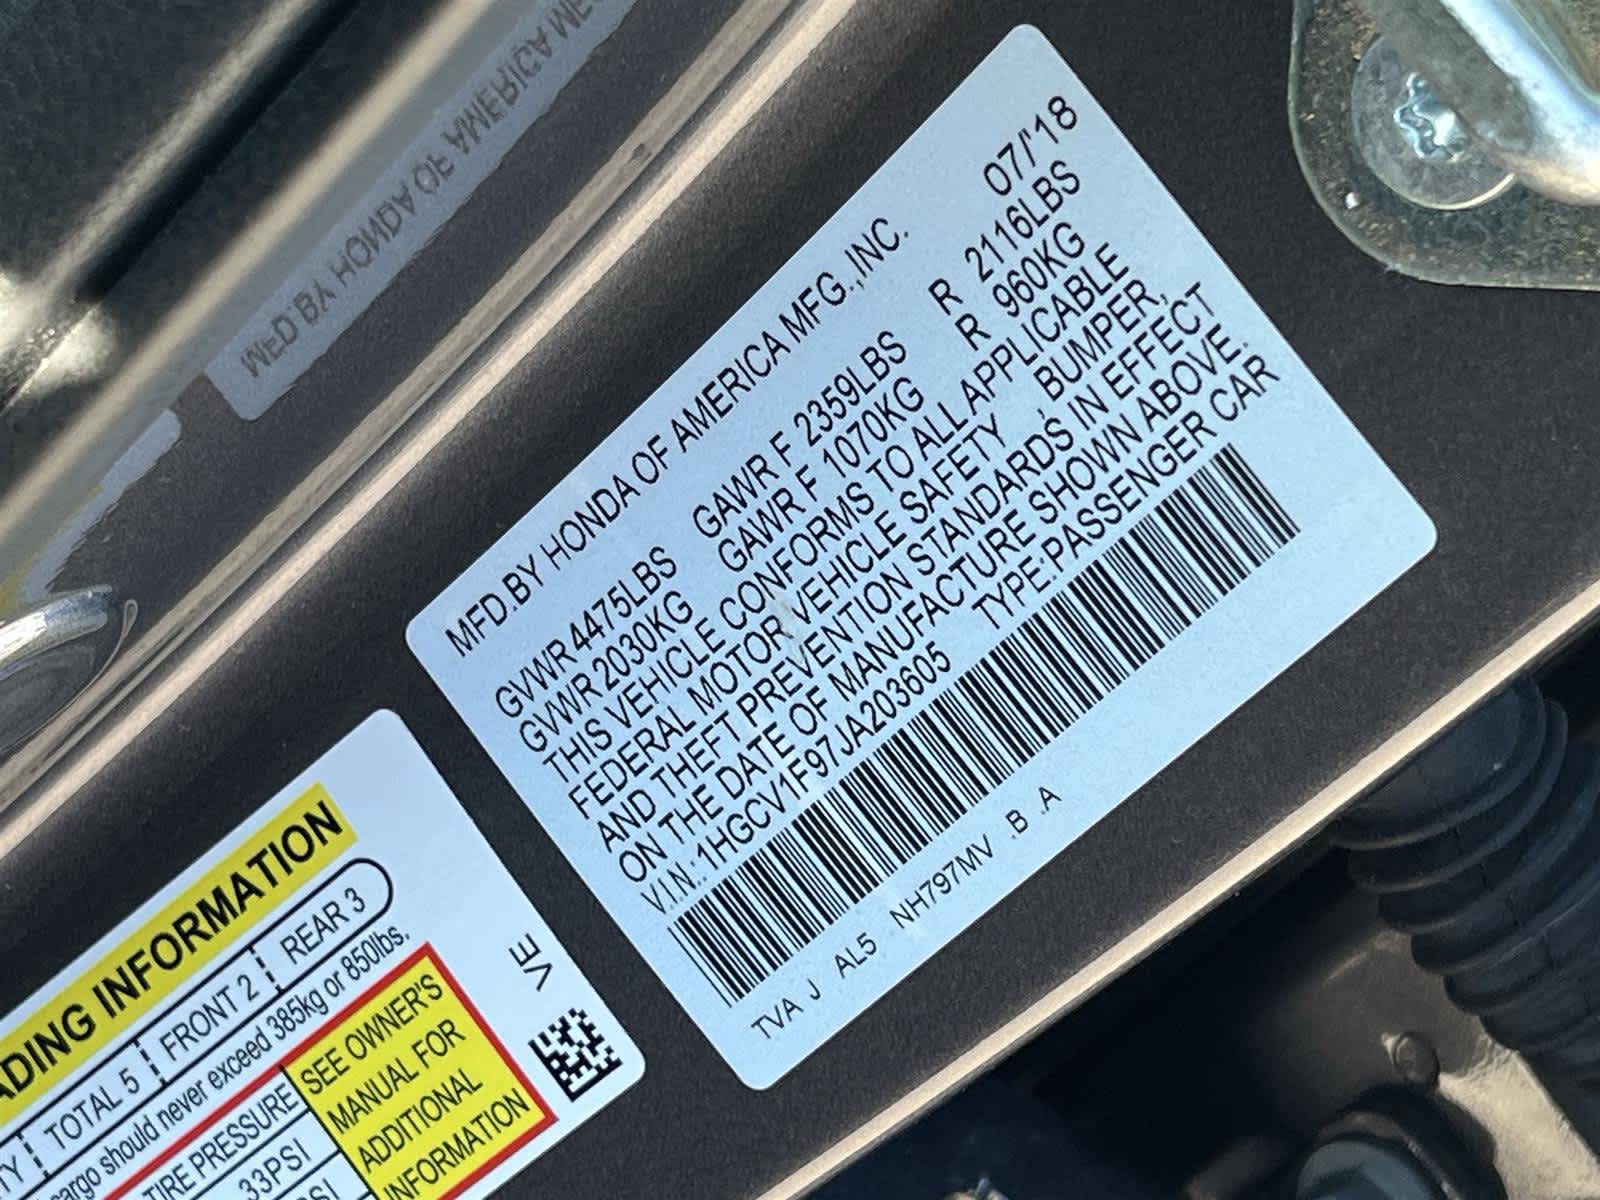 MFD.BY HONDA OF AMERICA MFG.,INC. 07/'18
GVWR 4475LBS GAWR F 2359LBS R 2116LBS
GVWR 2030KG GAWR F 1070KG R 960KG
THIS VEHICLE CONFORMS TO ALL APPLICABLE
FEDERAL MOTOR VEHICLE SAFETY , BUMPER,
AND THEFT PREVENTION STANDARDS IN EFFECT
ON THE DATE OF MANUFACTURE SHOWN ABOVE.
V.I.N.:1HGCV1F97JA203605 TYPE:PASSENGER CAR
TVA J AL5 NH797MV .B .A
MFD BY HONDA OF AMERICA
ADING INFORMATION
TY TOTAL 5 FRONT 2 REAR 3
cargo should never exceed 385kg or 850lbs.
TIRE PRESSURE
33PSI
SEE OWNER'S
MANUAL FOR
ADDITIONAL
INFORMATION
VE